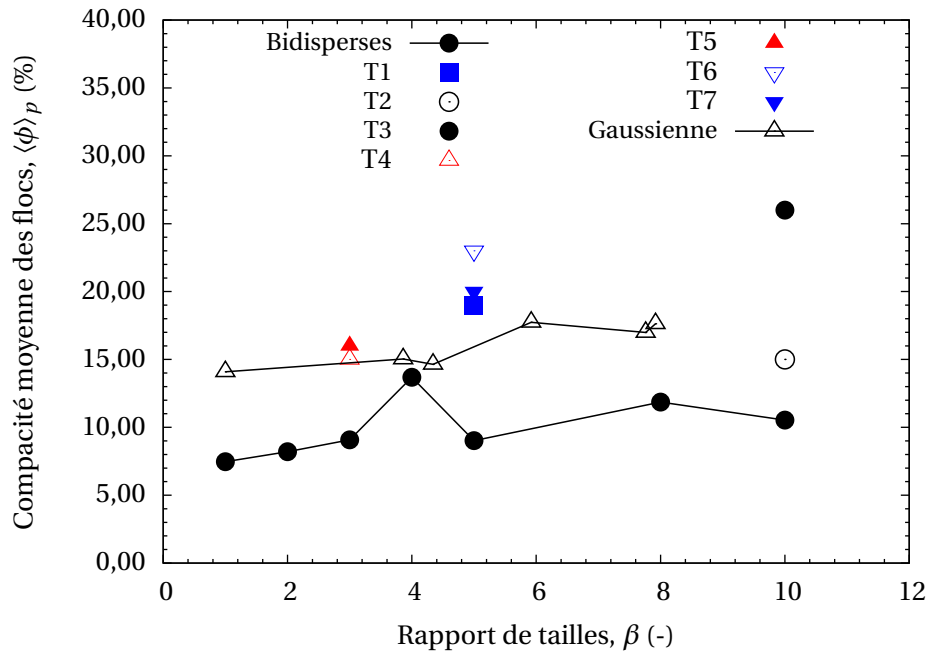 40,00
35,00
30,00
25,00
20,00
15,00
10,00
5,00
0,00
0 2 4 6 8 10 12
Compacité moyenne des flocs, ⟨ϕ⟩p (%)
Rapport de tailles, β (-)
Bidisperses
T1
T2
T3
T4
T5
T6
T7
Gaussienne